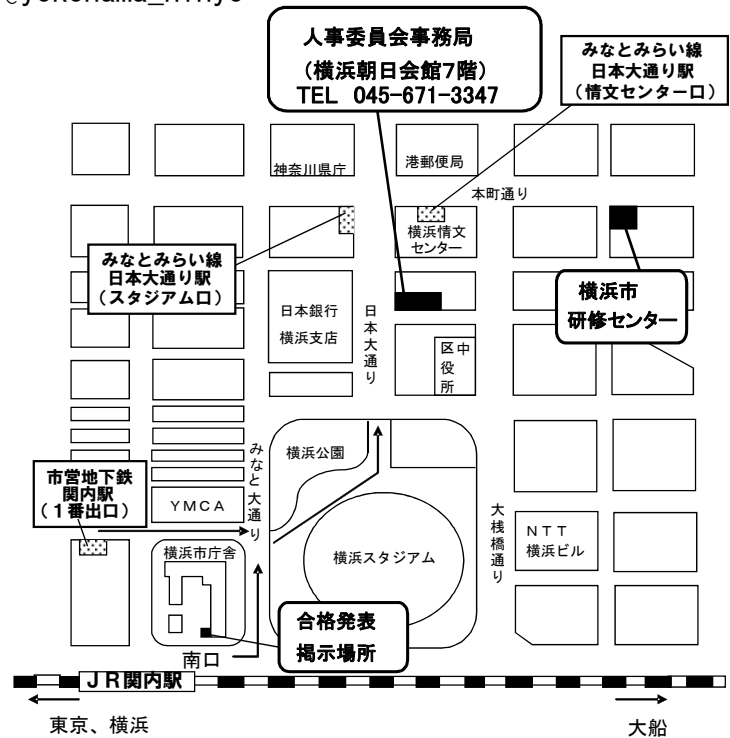 人事委員会事務局
（横浜朝日会館7階）
TEL 045-671-3347
みなとみらい線
日本大通り駅
（情文センター口）
神奈川県庁
港郵便局
本町通り
横浜情文
センター
みなとみらい線
日本大通り駅
（スタジアム口）
横浜市
研修センター
日本銀行
横浜支店
日本大通り
中区役所
市営地下鉄
関内駅
（１番出口）
みなと大通り
横浜公園
YMCA
大桟橋通り
ＮＴＴ
横浜ビル
横浜市庁舎
横浜スタジアム
合格発表
掲示場所
南口
ＪＲ関内駅
東京、横浜
大船